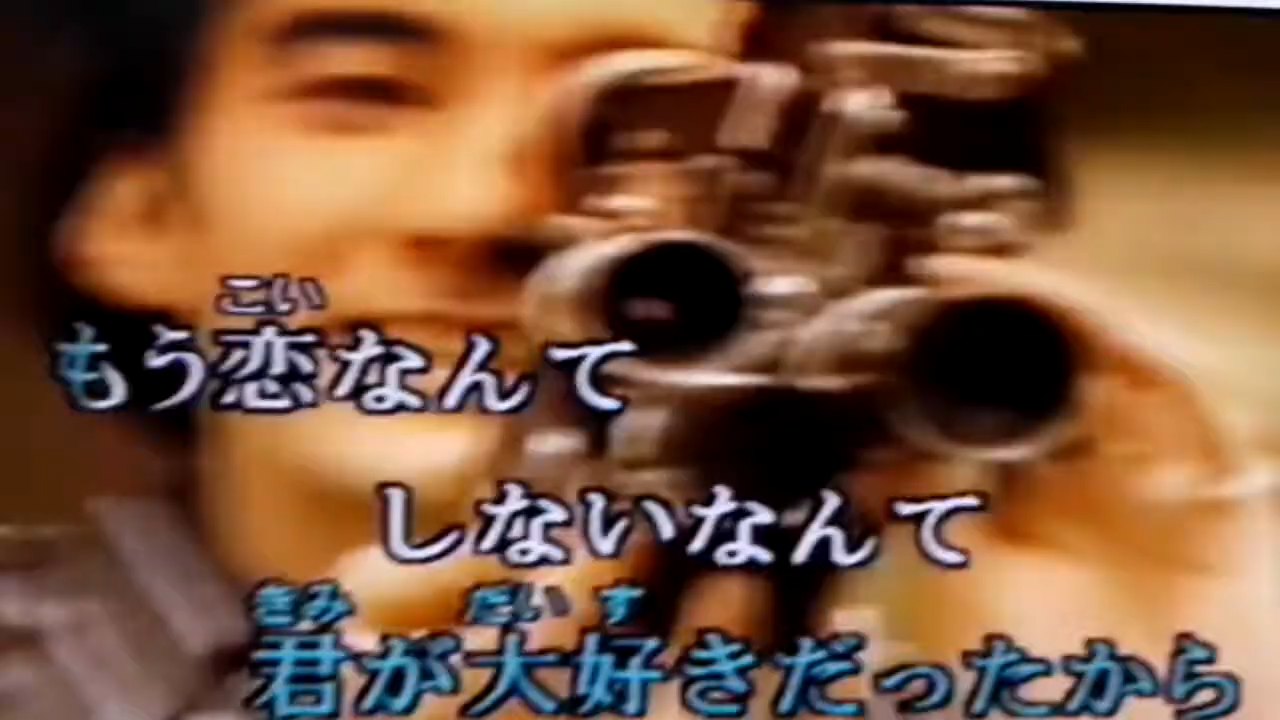 こい
もう恋なんて
しないなんて
きみ だい す
君が大好きだったから